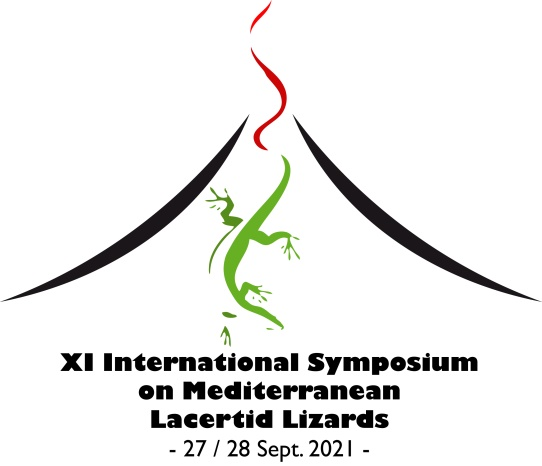 XI International Symposium
on Mediterranean
Lacertid Lizards
- 27 / 28 Sept. 2021 -